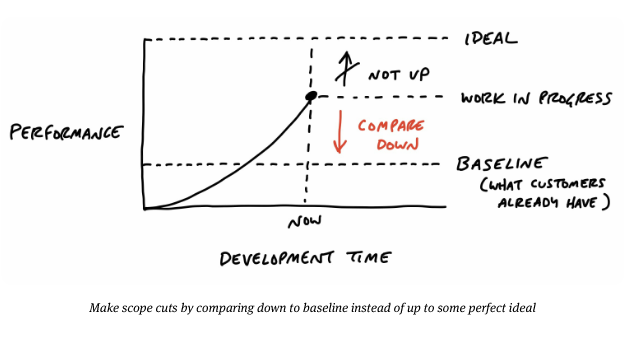 IDEAL
NOT UP
WORK IN PROGRESS
PERFORMANCE
COMPARE
DOWN
BASELINE
(WHAT CUSTOMERS
ALREADY HAVE)
NOW
DEVELOPMENT TIME
Make scope cuts by comparing down to baseline instead of up to some perfect ideal